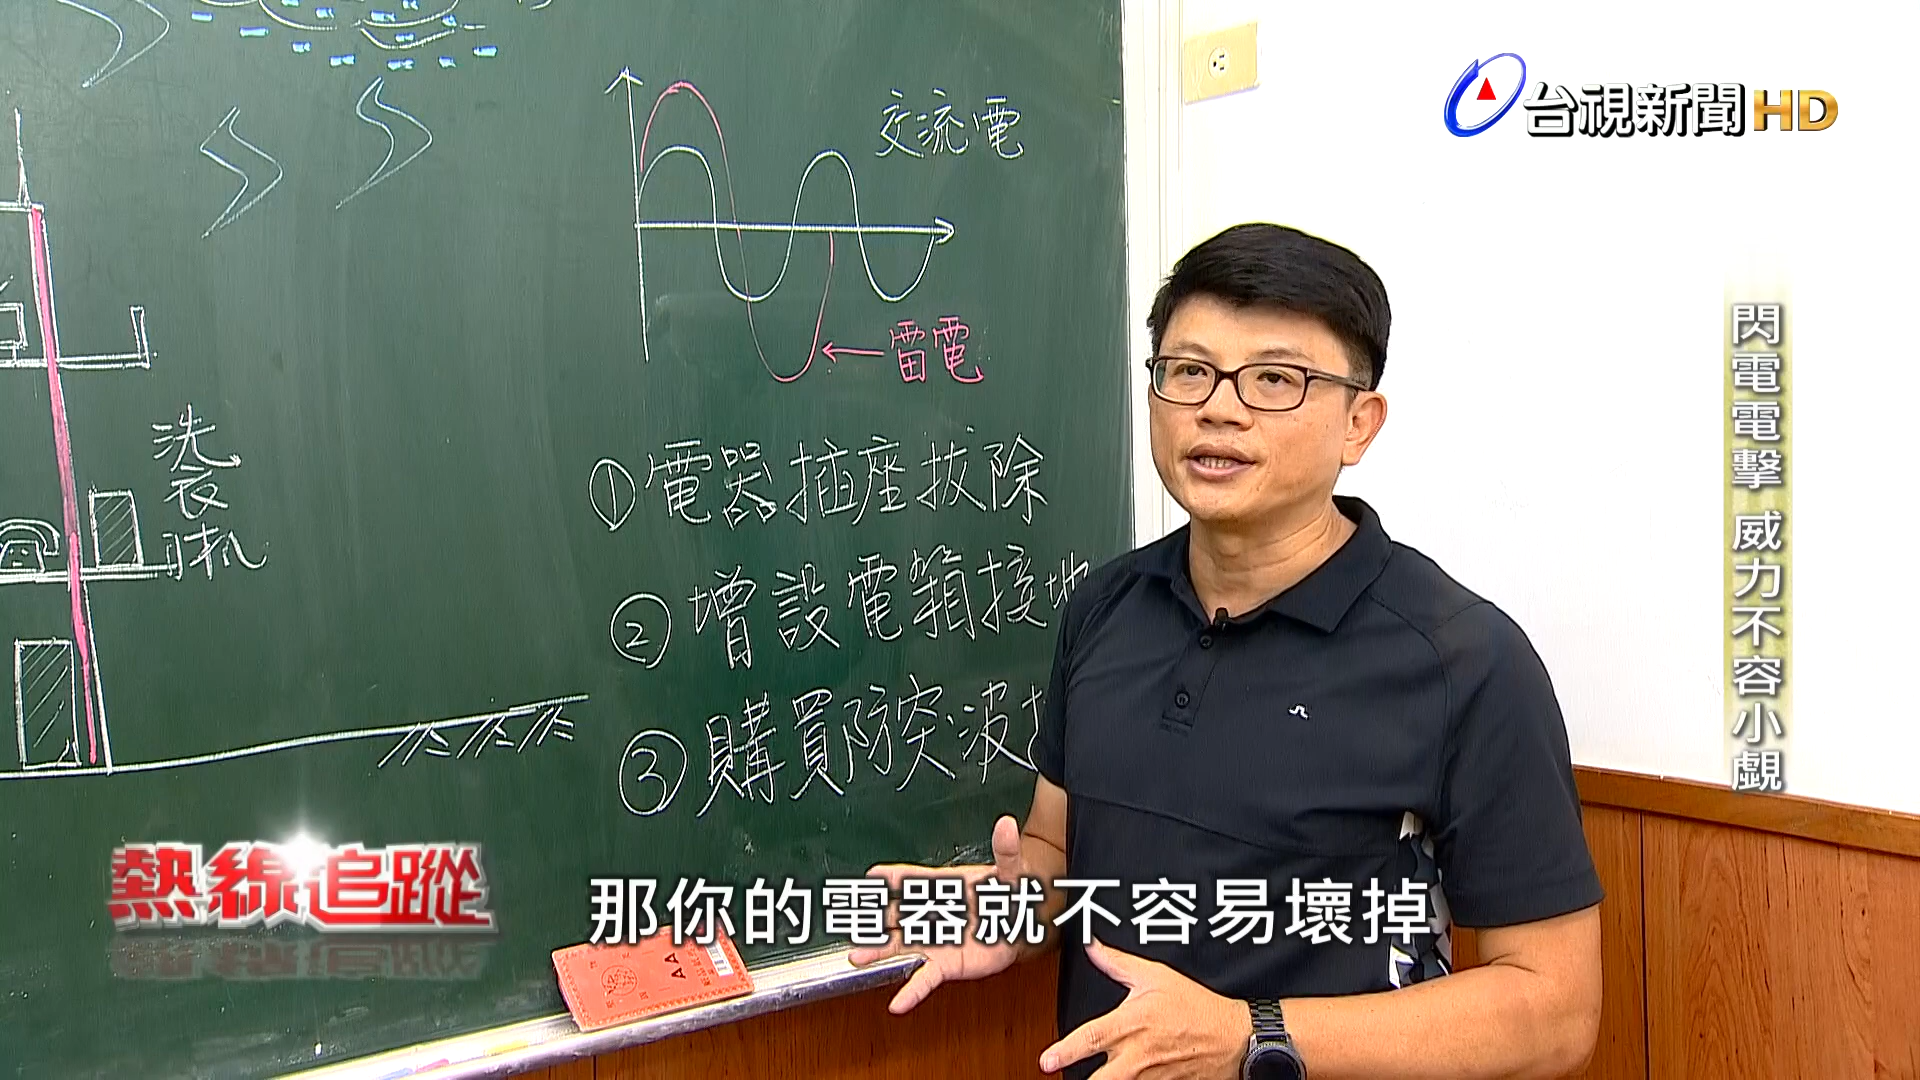 台視新聞HD
交流電
雷電
洗衣機
①電器插座拔除
②增設電箱接地
③購買防突波
閃電電擊 威力不容小覷
熱線追蹤
那你的電器就不容易壞掉
AAA